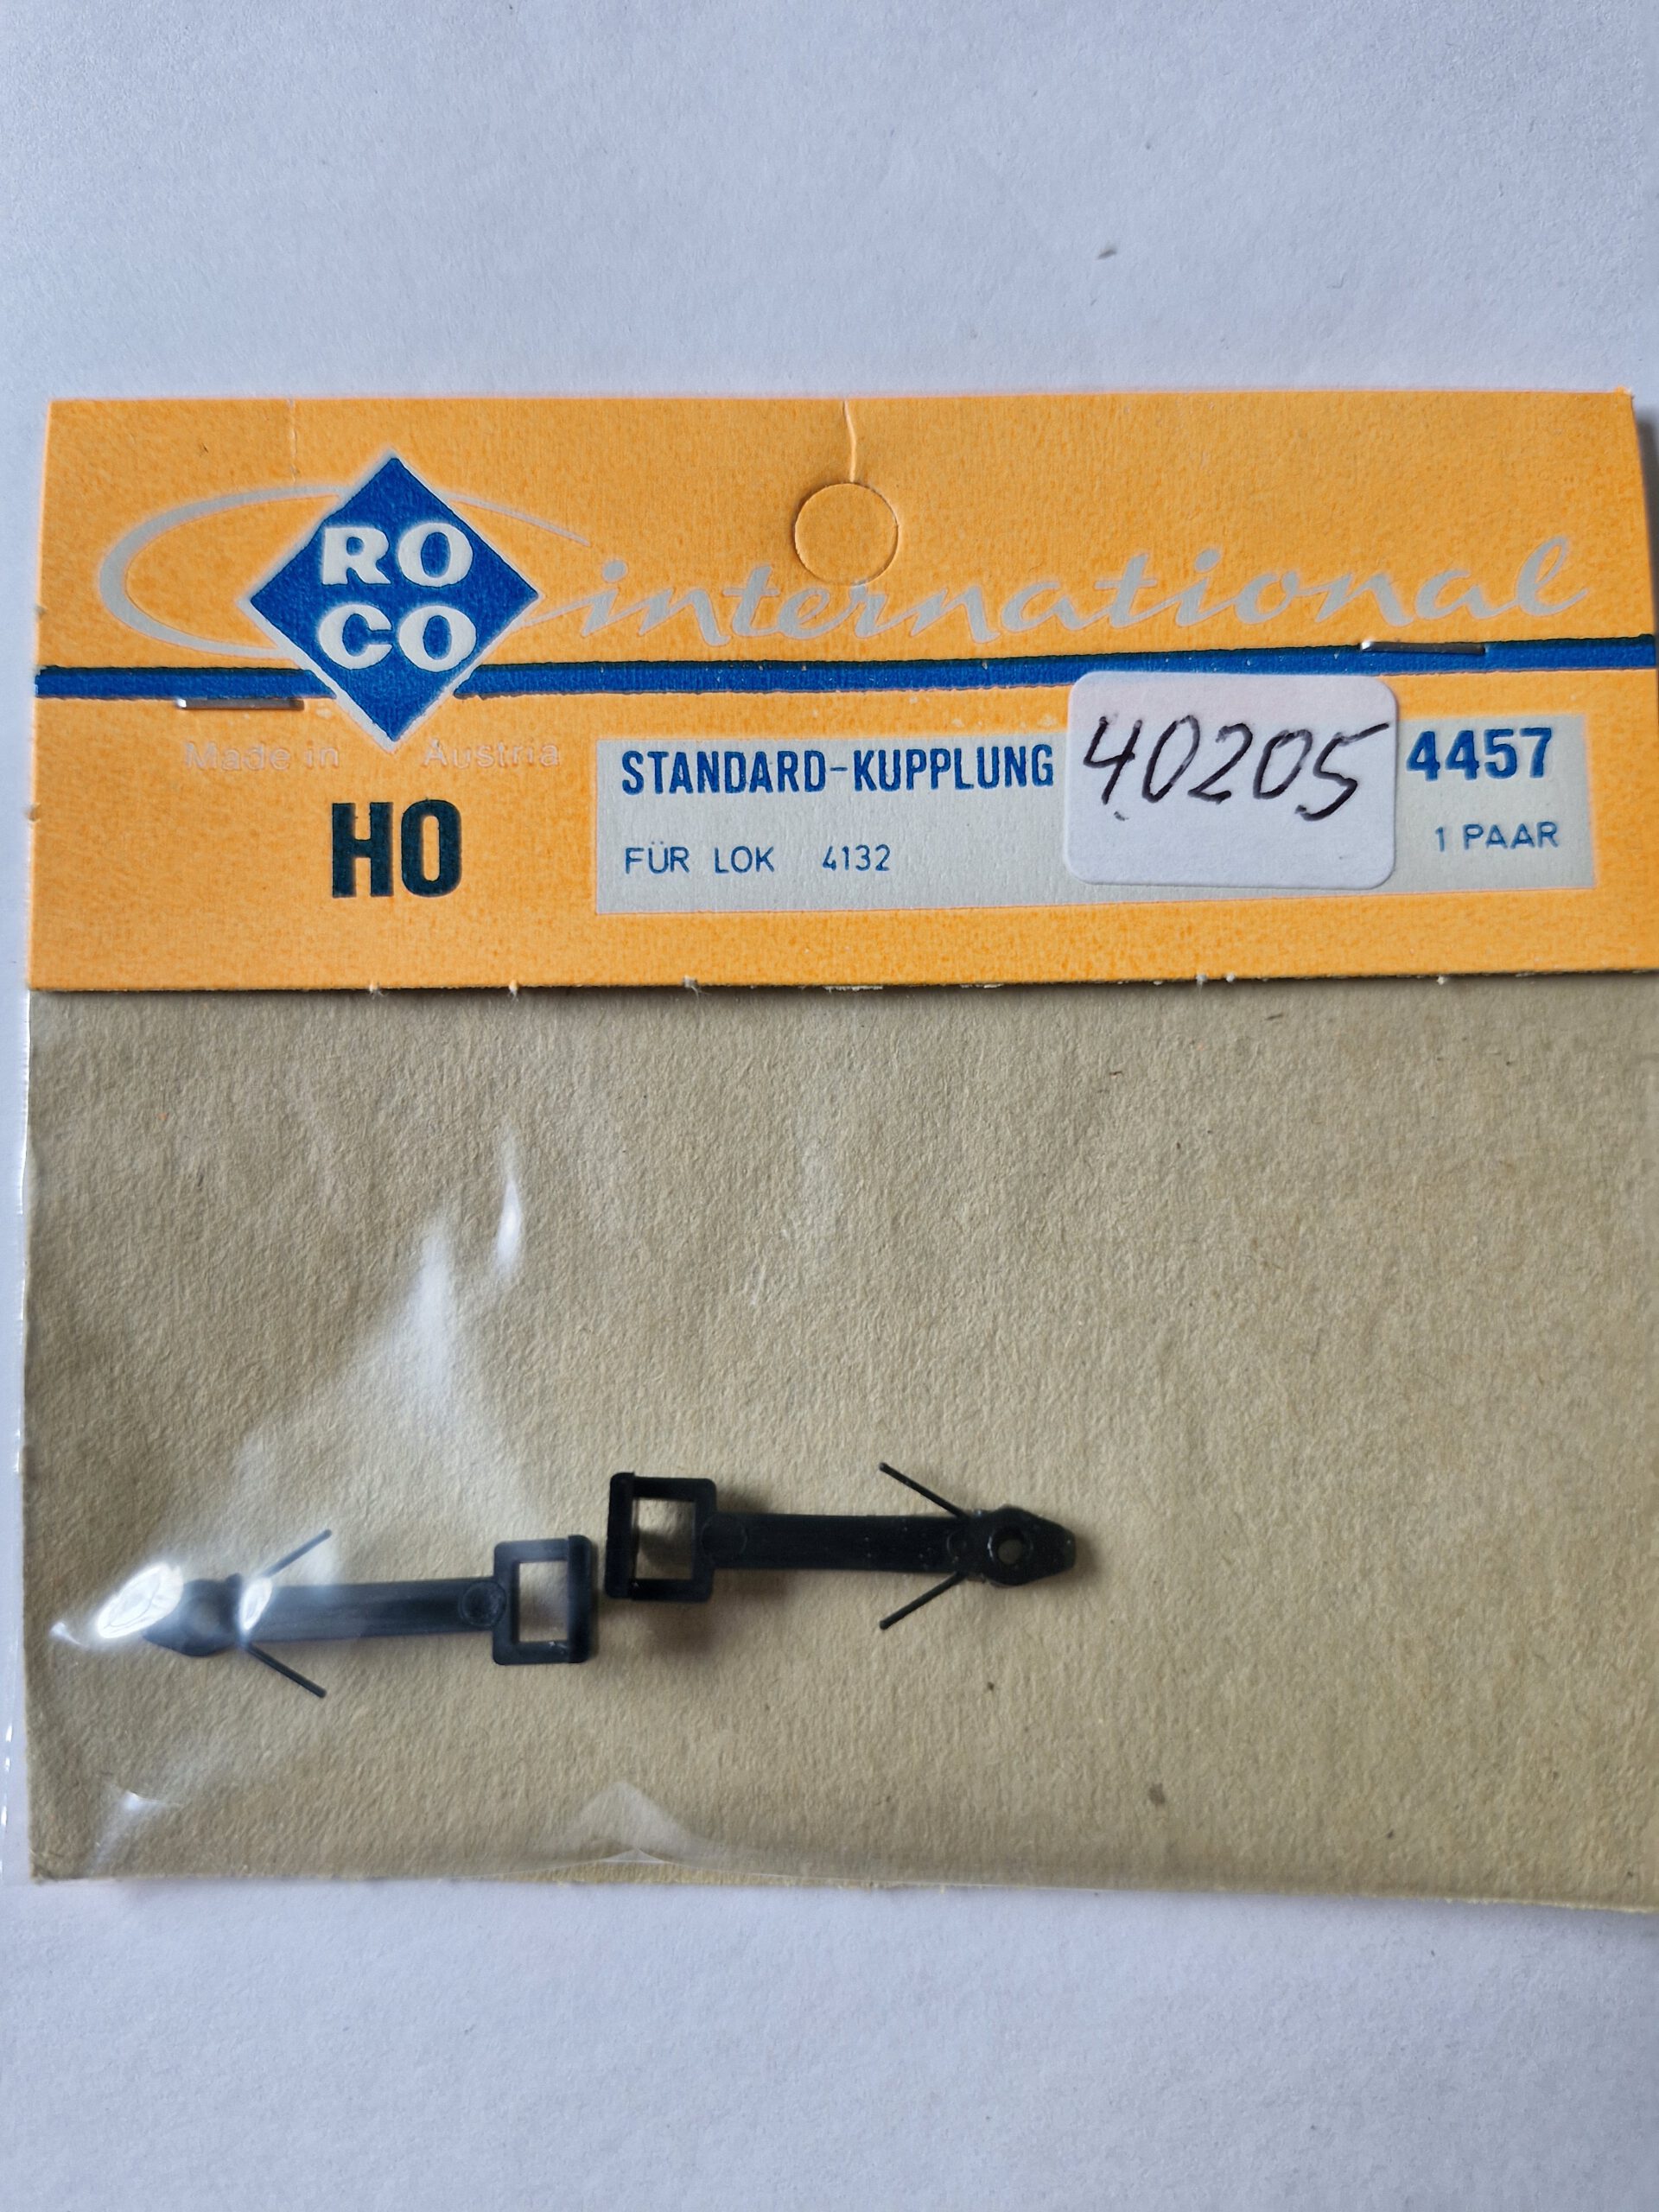 RO
CO
international
Made in Austria
HO
STANDARD-KUPPLUNG 40205 4457
FÜR LOK 4132 1 PAAR